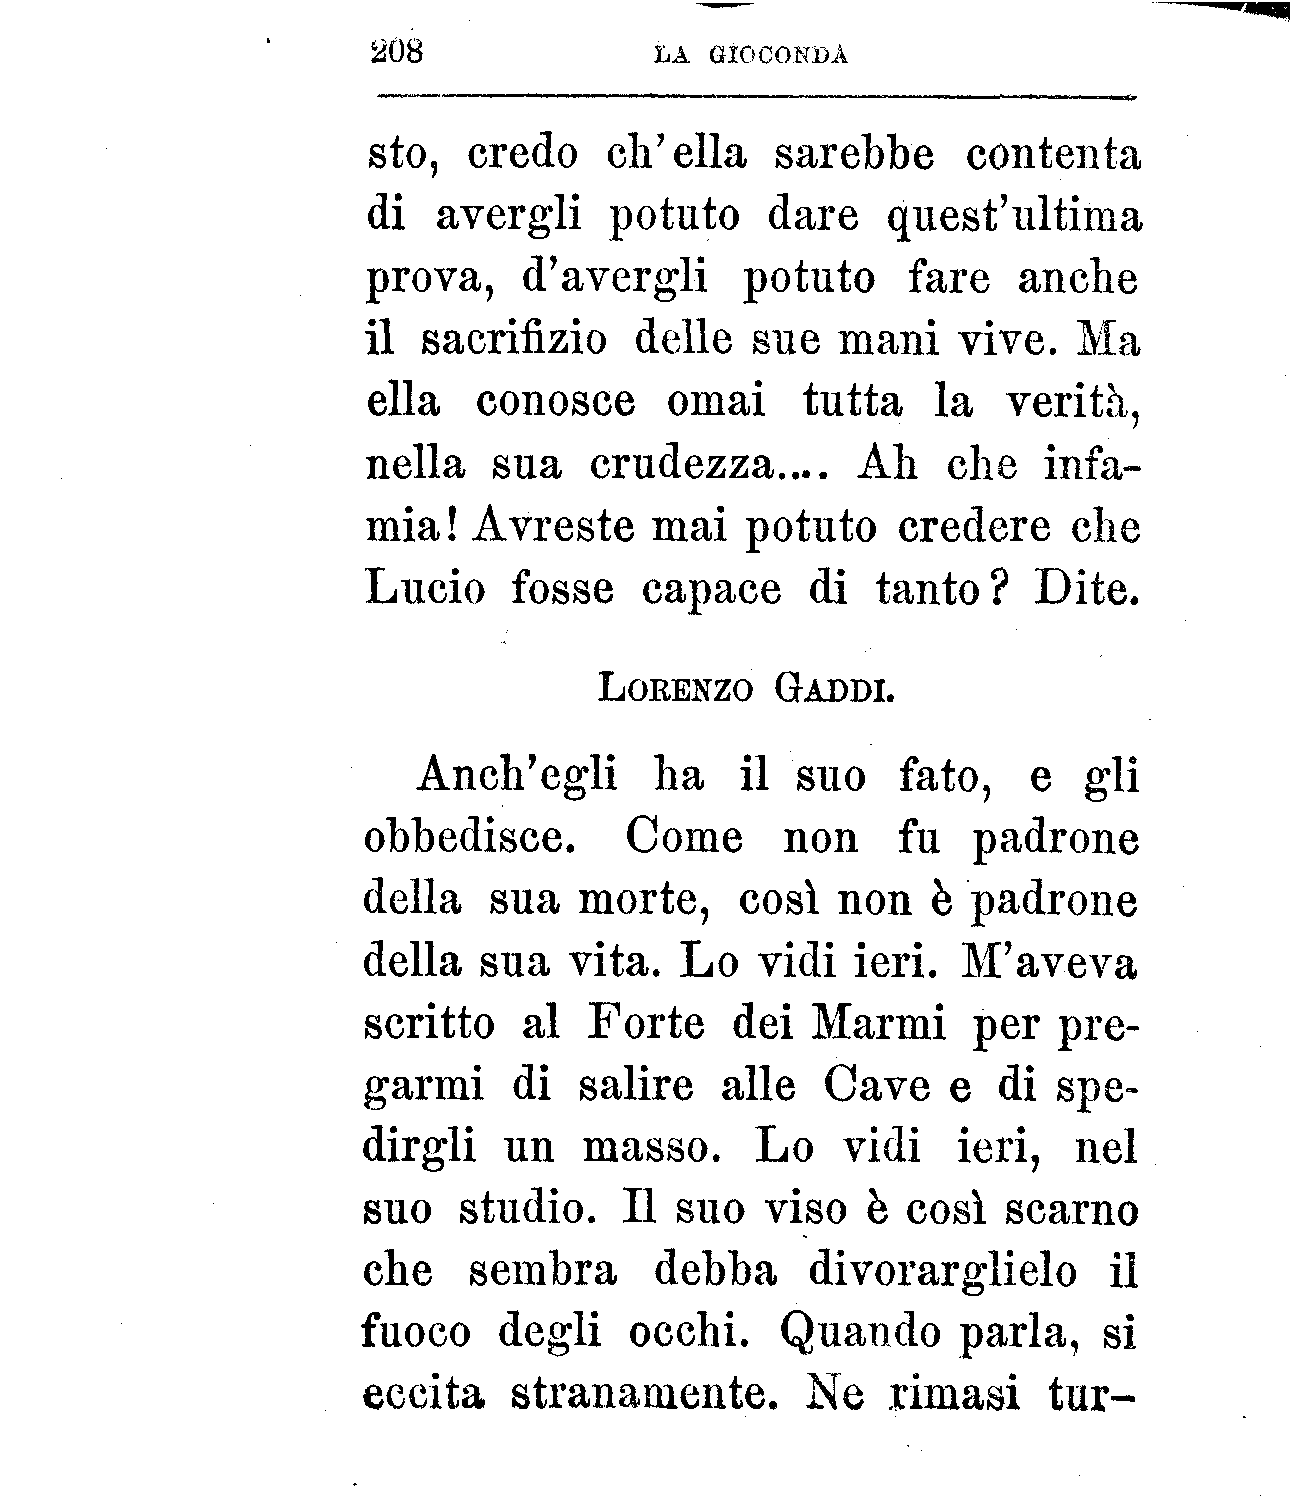 208 LA GIOCONDA
sto, credo ch'ella sarebbe contenta
di avergli potuto dare quest'ultima
prova, d'avergli potuto fare anche
il sacrifizio delle sue mani vive. Ma
ella conosce omai tutta la verità,
nella sua crudezza.... Ah che infa-
mia! Avreste mai potuto credere che
Lucio fosse capace di tanto? Dite.
LORENZO GADDI.
Anch'egli ha il suo fato, e gli
obbedisce. Come non fu padrone
della sua morte, così non è padrone
della sua vita. Lo vidi ieri. M'aveva
scritto al Forte dei Marmi per pre-
garmi di salire alle Cave e di spe-
dirgli un masso. Lo vidi ieri, nel
suo studio. Il suo viso è così scarno
che sembra debba divorarglielo il
fuoco degli occhi. Quando parla, si
eccita stranamente. Ne rimasi tur-